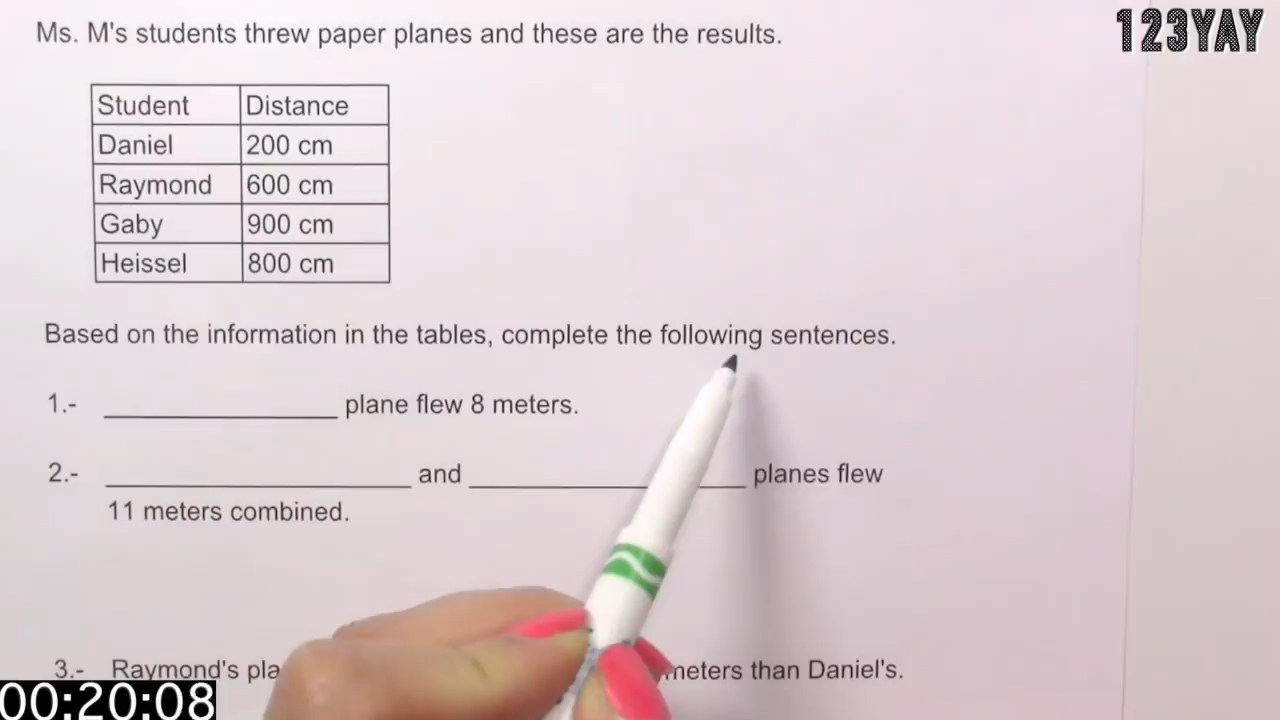 123YAY
Ms. M's students threw paper planes and these are the results.
Student Distance
Daniel 200 cm
Raymond 600 cm
Gaby 900 cm
Heissel 800 cm
Based on the information in the tables, complete the following sentences.
1.- ________________ plane flew 8 meters.
2.- _____________________ and ___________________ planes flew
11 meters combined.
3.- Raymond's meters than Daniel's.
00:20:08